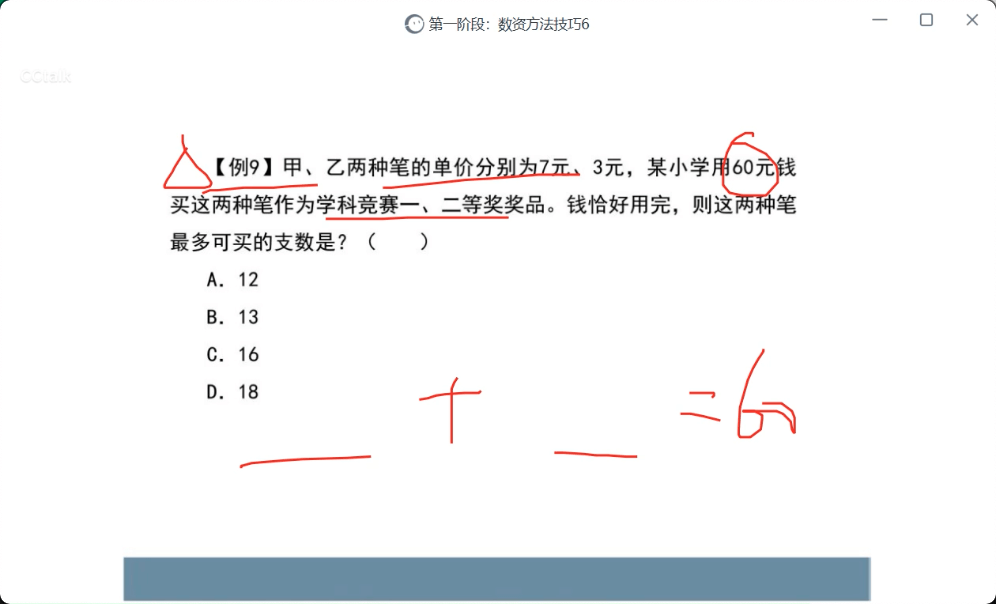 第一阶段：数资方法技巧6
CCtalk
【例9】甲、乙两种笔的单价分别为7元、3元，某小学用60元钱
买这两种笔作为学科竞赛一、二等奖奖品。钱恰好用完，则这两种笔
最多可买的支数是？（　　）
A. 12
B. 13
C. 16
D. 18
+ = 60